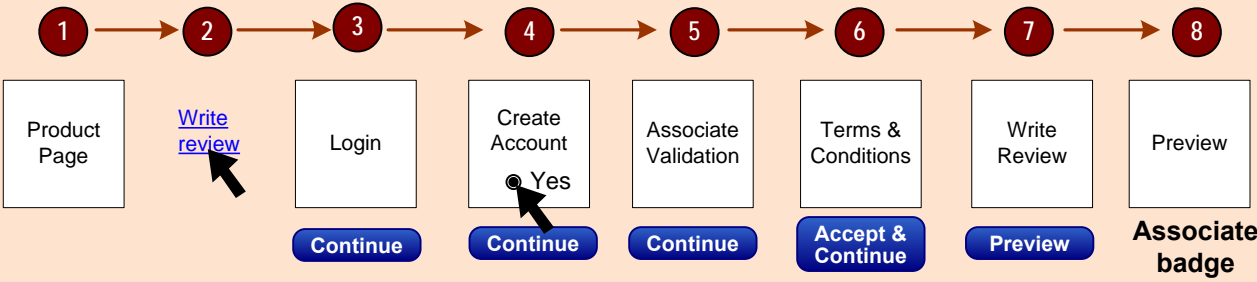 1
2
3
4
5
6
7
8
Product
Page
Write
review
Login
Create
Account
Yes
Associate
Validation
Terms &
Conditions
Write
Review
Preview
Continue
Continue
Continue
Accept &
Continue
Preview
Associate
badge